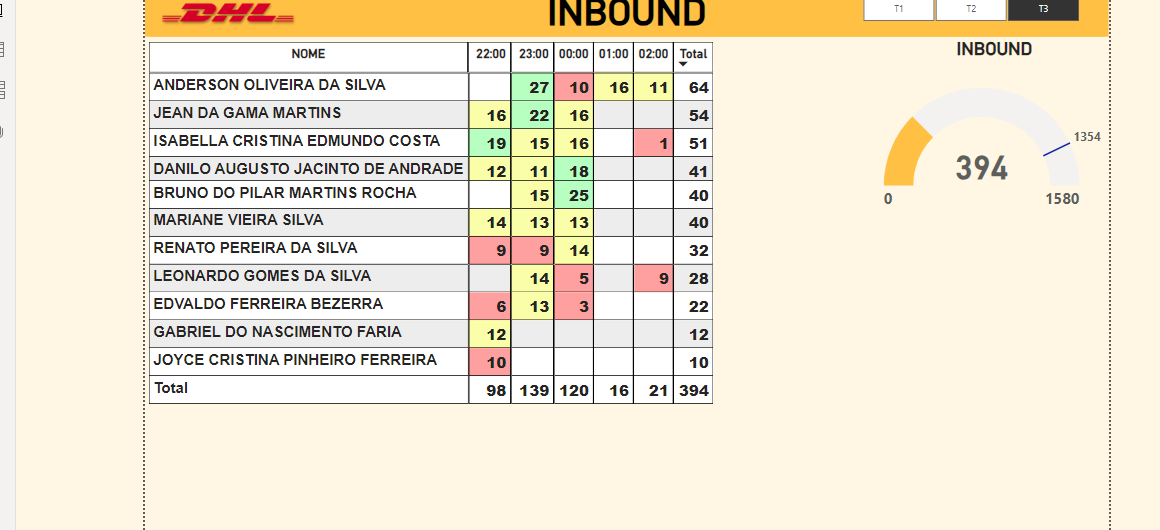 DHL
INBOUND
T1 T2 T3
NOME 22:00 23:00 00:00 01:00 02:00 Total
ANDERSON OLIVEIRA DA SILVA 27 10 16 11 64
JEAN DA GAMA MARTINS 16 22 16 54
ISABELLA CRISTINA EDMUNDO COSTA 19 15 16 1 51
DANILO AUGUSTO JACINTO DE ANDRADE 12 11 18 41
BRUNO DO PILAR MARTINS ROCHA 15 25 40
MARIANE VIEIRA SILVA 14 13 13 40
RENATO PEREIRA DA SILVA 9 9 14 32
LEONARDO GOMES DA SILVA 14 5 9 28
EDVALDO FERREIRA BEZERRA 6 13 3 22
GABRIEL DO NASCIMENTO FARIA 12 12
JOYCE CRISTINA PINHEIRO FERREIRA 10 10
Total 98 139 120 16 21 394
INBOUND
1354
394
0 1580